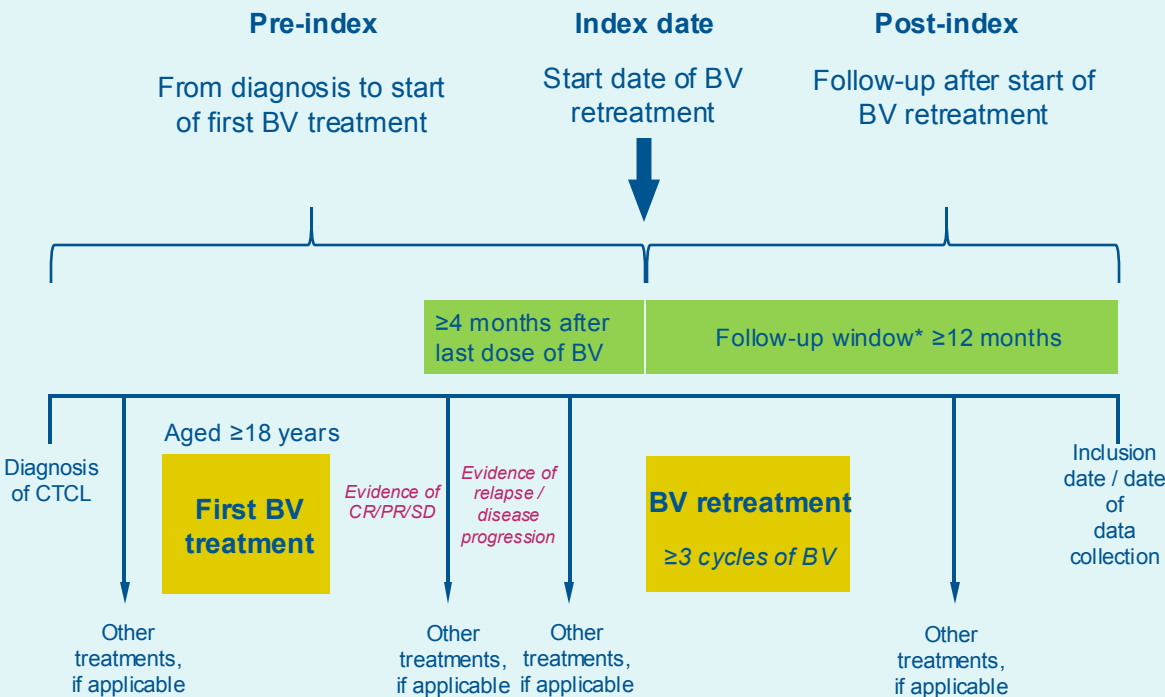 Pre-index
Index date
Post-index
From diagnosis to start
of first BV treatment
Start date of BV
retreatment
Follow-up after start of
BV retreatment
≥4 months after
last dose of BV
Follow-up window* ≥12 months
Diagnosis
of CTCL
Aged ≥18 years
First BV
treatment
Evidence of
CR/PR/SD
Evidence of
relapse /
disease
progression
BV retreatment
≥3 cycles of BV
Inclusion
date / date
of
data
collection
Other
treatments,
if applicable
Other
treatments,
if applicable
Other
treatments,
if applicable
Other
treatments,
if applicable